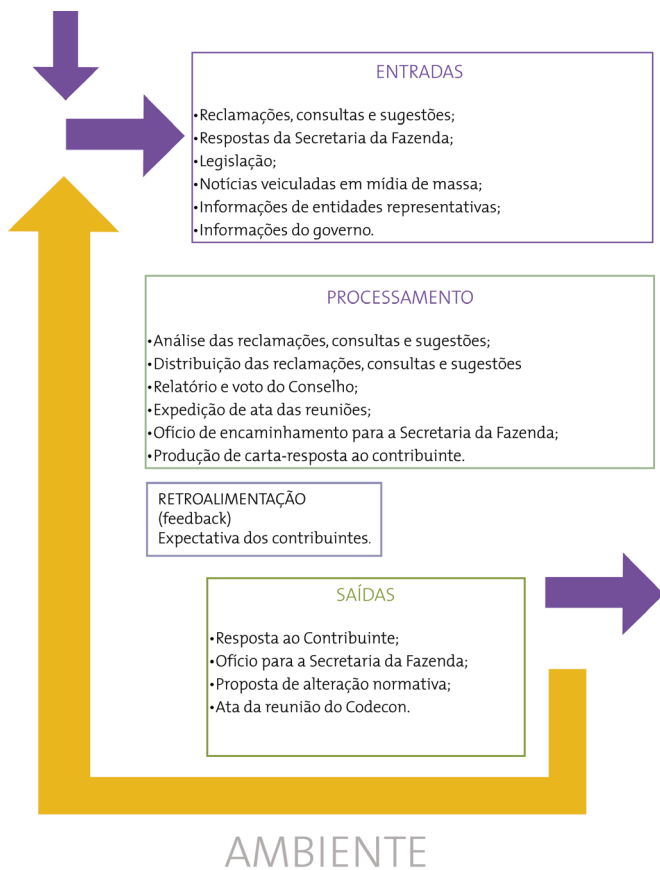 ENTRADAS
•Reclamações, consultas e sugestões;
•Respostas da Secretaria da Fazenda;
•Legislação;
•Notícias veiculadas em mídia de massa;
•Informações de entidades representativas;
•Informações do governo.
PROCESSAMENTO
•Análise das reclamações, consultas e sugestões;
•Distribuição das reclamações, consultas e sugestões
•Relatório e voto do Conselho;
•Expedição de ata das reuniões;
•Ofício de encaminhamento para a Secretaria da Fazenda;
•Produção de carta-resposta ao contribuinte.
RETROALIMENTAÇÃO
(feedback)
Expectativa dos contribuintes.
SAÍDAS
•Resposta ao Contribuinte;
•Ofício para a Secretaria da Fazenda;
•Proposta de alteração normativa;
•Ata da reunião do Codecon.
AMBIENTE